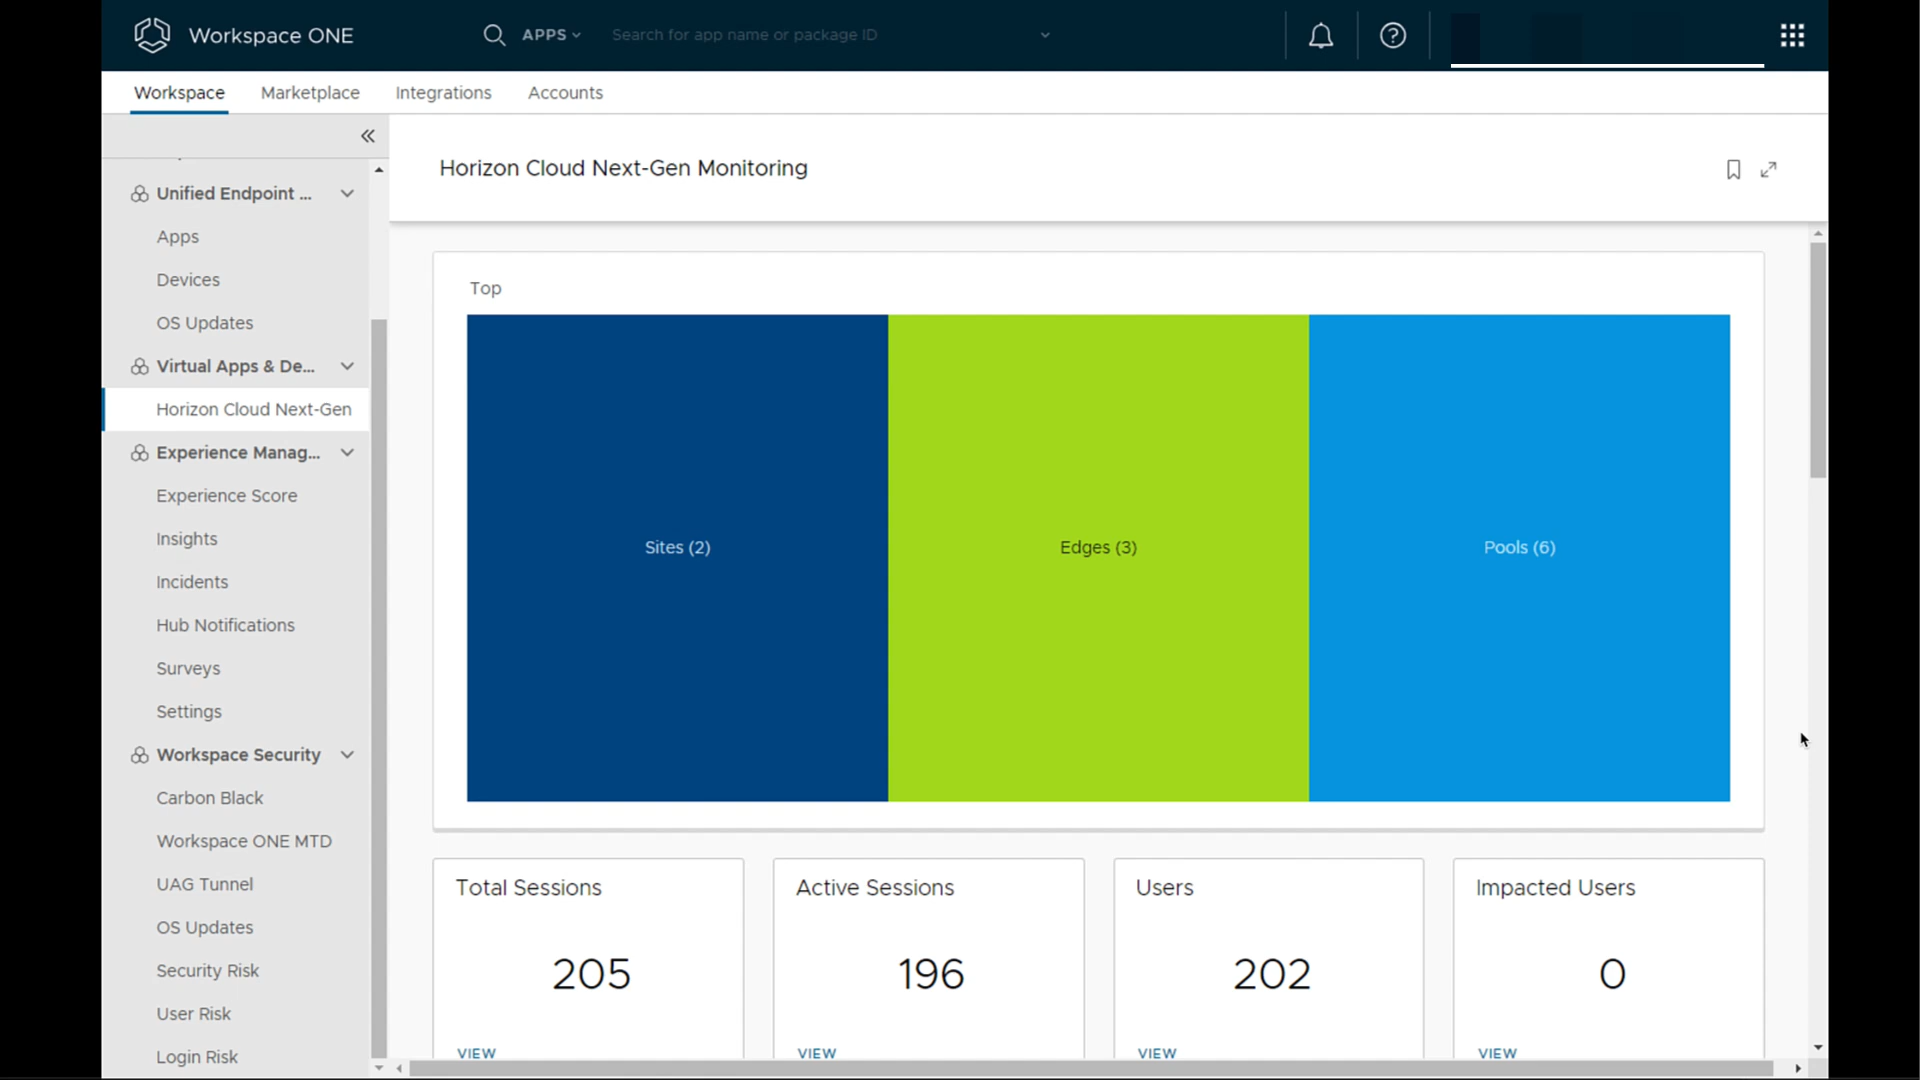 Workspace ONE
APPS
Search for app name or package ID
Workspace
Marketplace
Integrations
Accounts
Unified Endpoint ...
Apps
Devices
OS Updates
Virtual Apps & De...
Horizon Cloud Next-Gen
Experience Manag...
Experience Score
Insights
Incidents
Hub Notifications
Surveys
Settings
Workspace Security
Carbon Black
Workspace ONE MTD
UAG Tunnel
OS Updates
Security Risk
User Risk
Login Risk
Horizon Cloud Next-Gen Monitoring
Top
Sites (2)
Edges (3)
Pools (6)
Total Sessions
205
VIEW
Active Sessions
196
VIEW
Users
202
VIEW
Impacted Users
0
VIEW